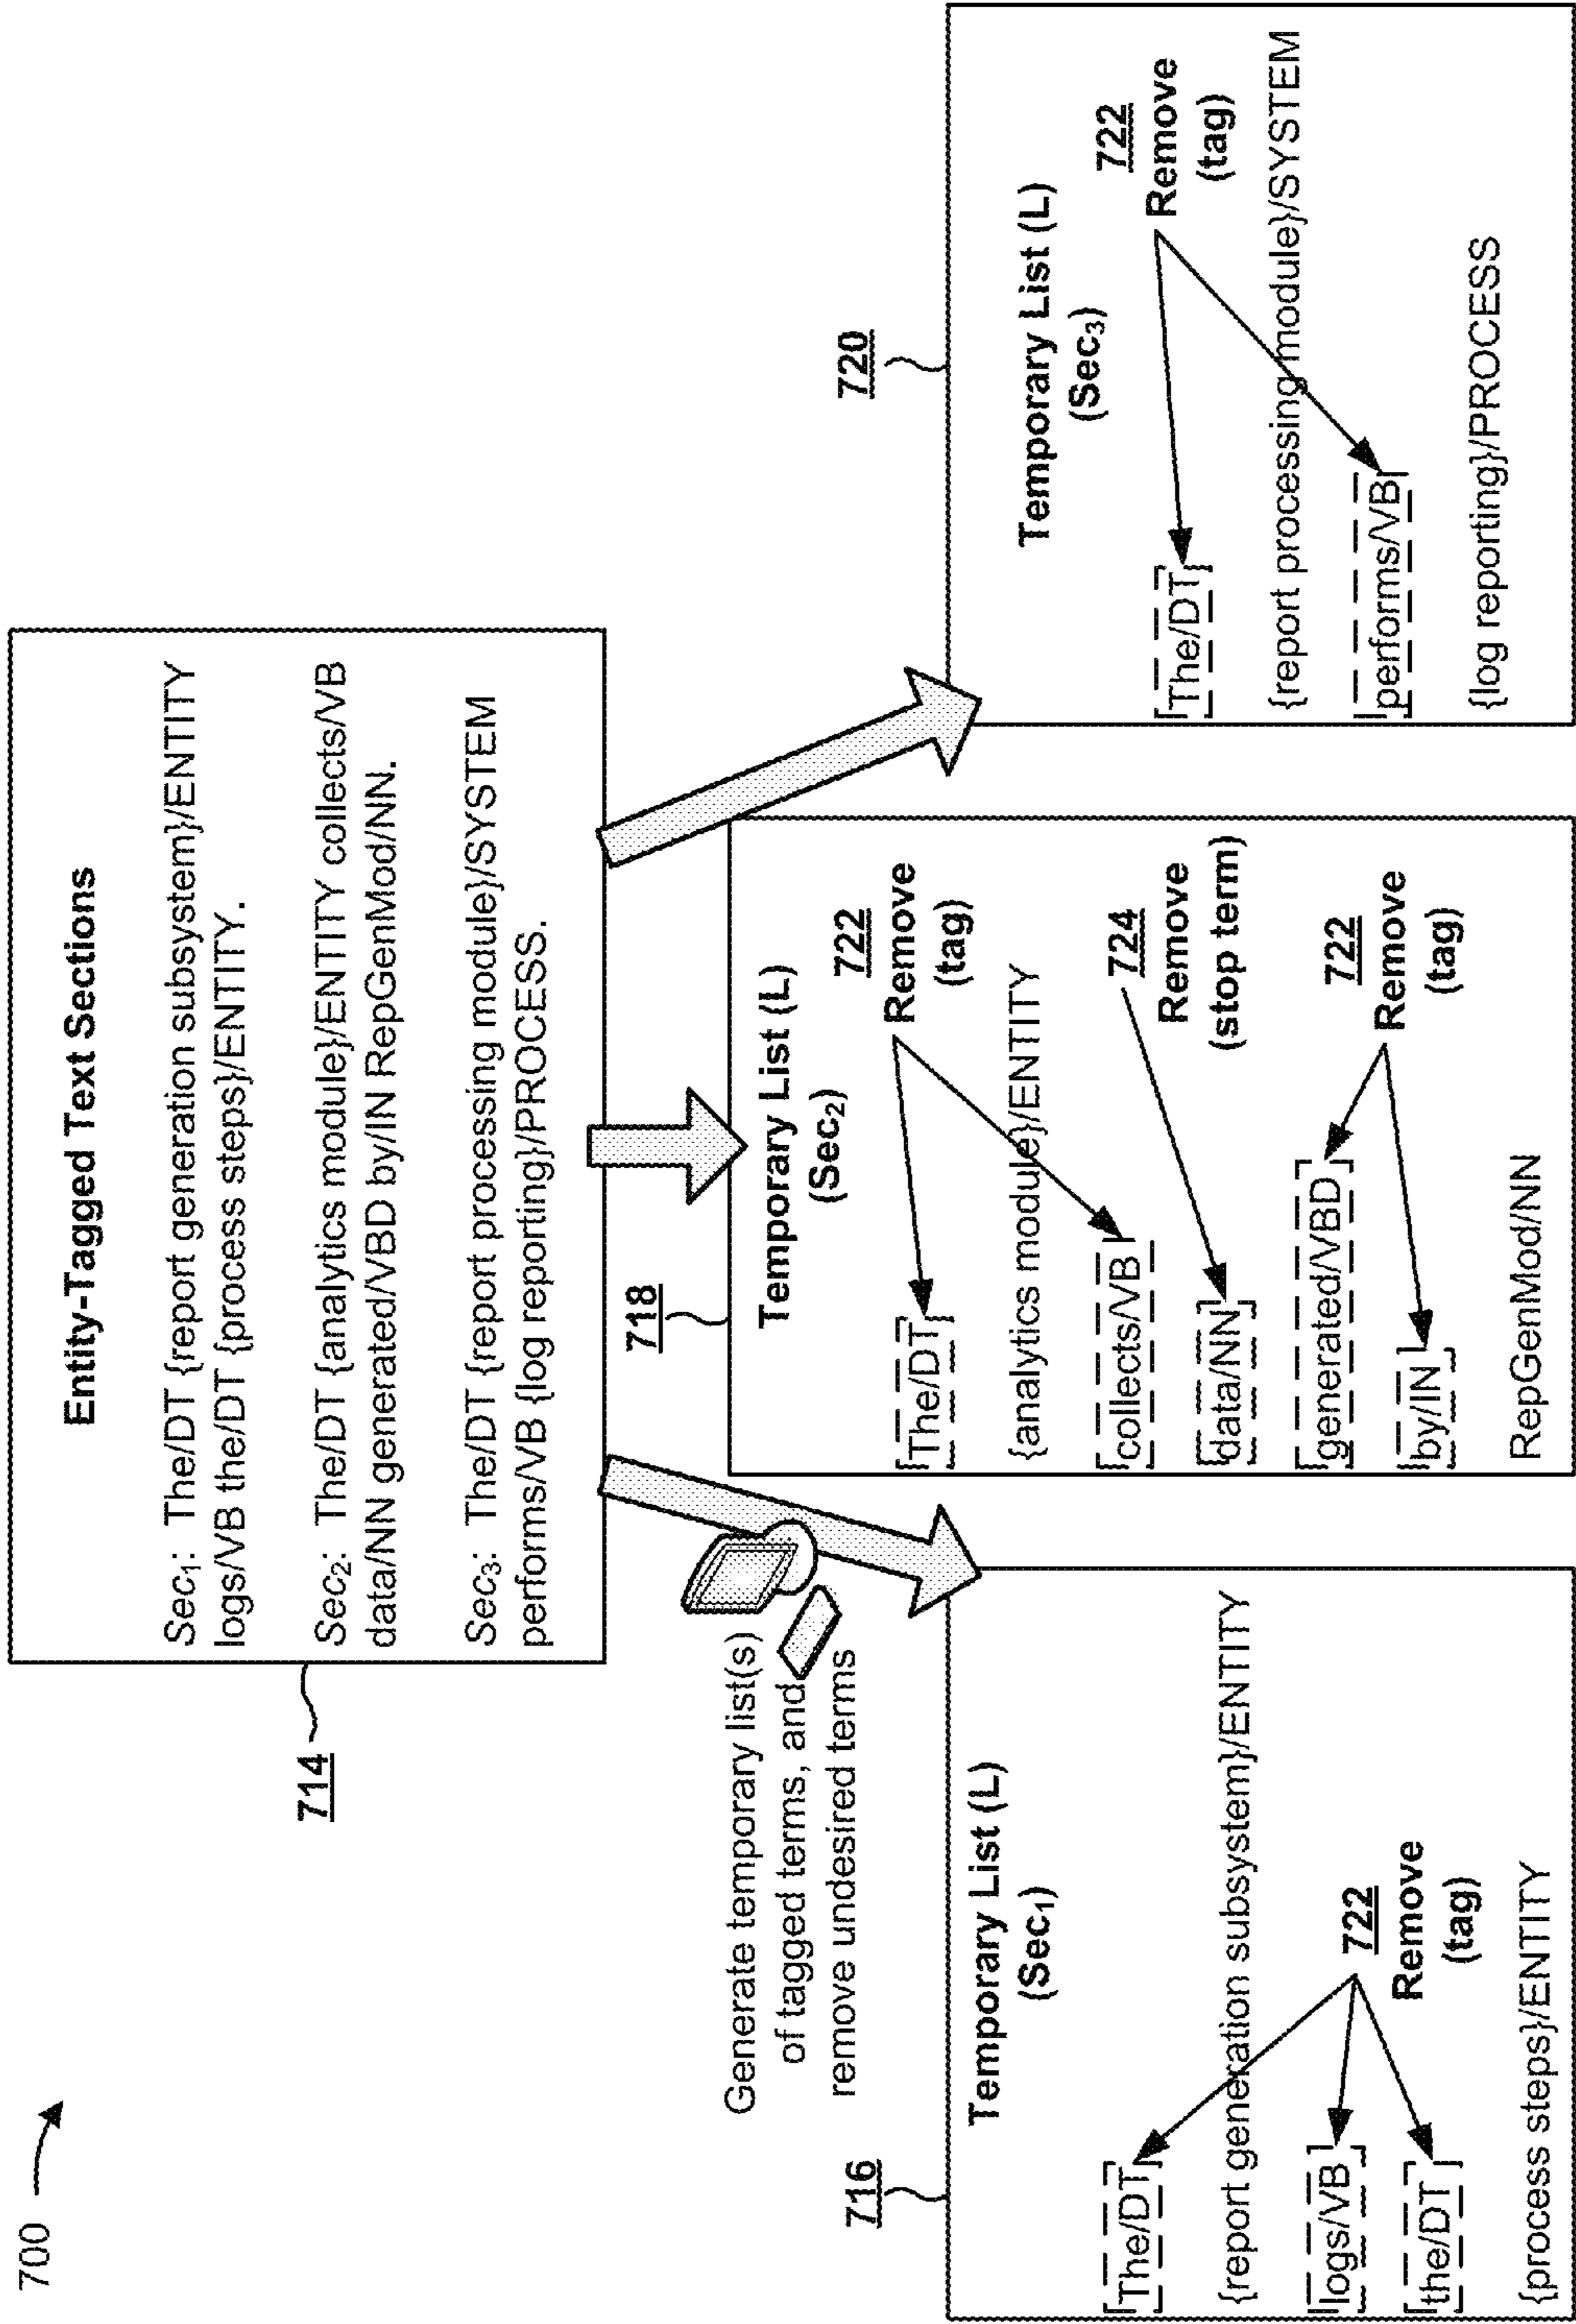 700
Entity-Tagged Text Sections
Sec1: The/DT {report generation subsystem}/ENTITY
logs/VB the/DT {process steps}/ENTITY.
Sec2: The/DT {analytics module}/ENTITY collects/VB
data/NN generated/VBD by/IN RepGenMod/NN.
Sec3: The/DT {report processing module}/SYSTEM
performs/VB {log reporting}/PROCESS.
714
Generate temporary list(s)
of tagged terms, and
remove undesired terms
716
Temporary List (L)
(Sec1)
The/DT
{report generation subsystem}/ENTITY
logs/VB
the/DT
722
Remove
(tag)
{process steps}/ENTITY
718
Temporary List (L)
(Sec2)
722
Remove
(tag)
The/DT
{analytics module}/ENTITY
collects/VB
724
Remove
(stop term)
data/NN
generated/VBD
722
Remove
(tag)
by/IN
RepGenMod/NN
720
Temporary List (L)
(Sec3)
722
Remove
(tag)
The/DT
{report processing module}/SYSTEM
performs/VB
{log reporting}/PROCESS